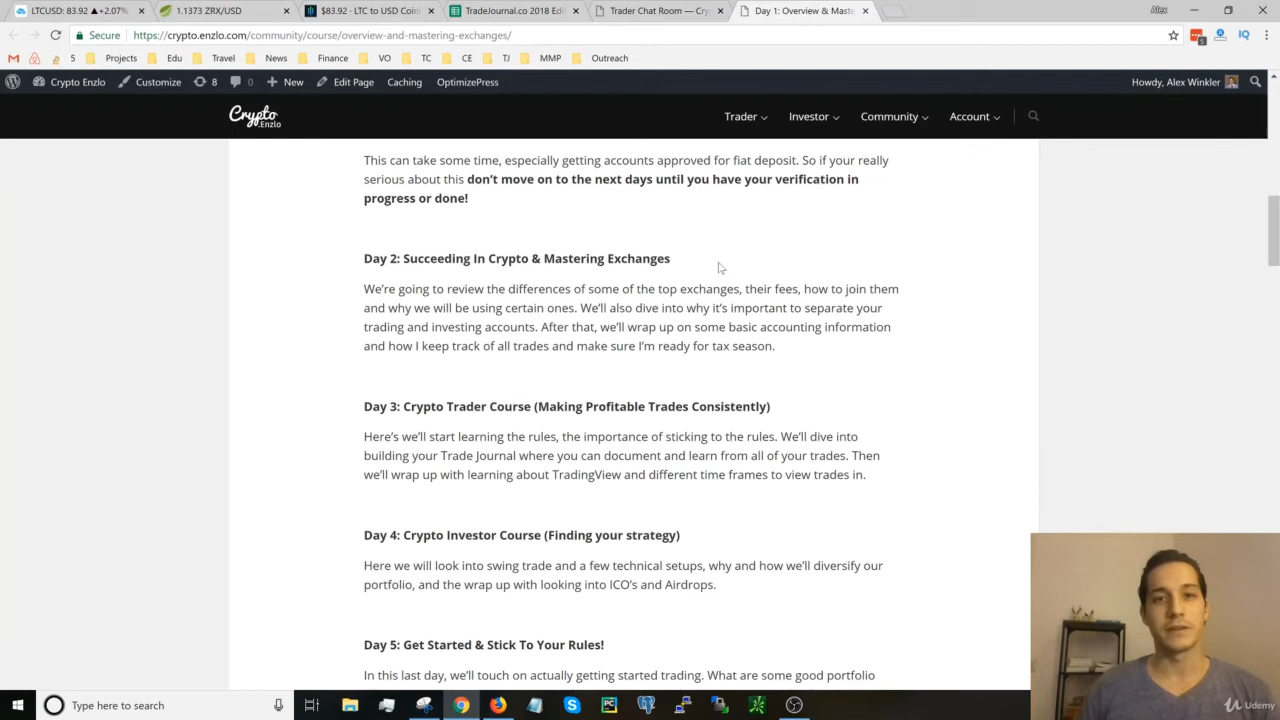 LTCUSD: 83.92 ▲+2.07%
1.1373 ZRX/USD
$83.92 · LTC to USD Coin
TradeJournal.co 2018 Edi
Trader Chat Room — Cry
Day 1: Overview & Maste
Alex
Secure
https://crypto.enzlo.com/community/course/overview-and-mastering-exchanges/
5
IQ
5
Projects
Edu
Travel
News
Finance
VO
TC
CE
TJ
MMP
Outreach
Crypto Enzlo
Customize
8
0
New
Edit Page
Caching
OptimizePress
Howdy, Alex Winkler
Crypto
.Enzlo
Trader
Investor
Community
Account
This can take some time, especially getting accounts approved for fiat deposit. So if your really
serious about this don’t move on to the next days until you have your verification in
progress or done!
Day 2: Succeeding In Crypto & Mastering Exchanges
We’re going to review the differences of some of the top exchanges, their fees, how to join them
and why we will be using certain ones. We’ll also dive into why it’s important to separate your
trading and investing accounts. After that, we’ll wrap up on some basic accounting information
and how I keep track of all trades and make sure I’m ready for tax season.
Day 3: Crypto Trader Course (Making Profitable Trades Consistently)
Here’s we’ll start learning the rules, the importance of sticking to the rules. We’ll dive into
building your Trade Journal where you can document and learn from all of your trades. Then
we’ll wrap up with learning about TradingView and different time frames to view trades in.
Day 4: Crypto Investor Course (Finding your strategy)
Here we will look into swing trade and a few technical setups, why and how we’ll diversify our
portfolio, and the wrap up with looking into ICO’s and Airdrops.
Day 5: Get Started & Stick To Your Rules!
In this last day, we’ll touch on actually getting started trading. What are some good portfolio
Type here to search
PC
Udemy